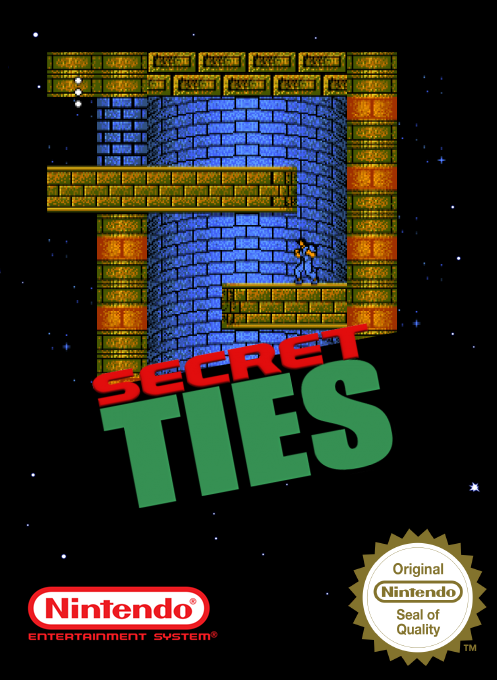 SECRET
TIES
Nintendo®
ENTERTAINMENT SYSTEM®
Original
Nintendo
Seal of
Quality
TM